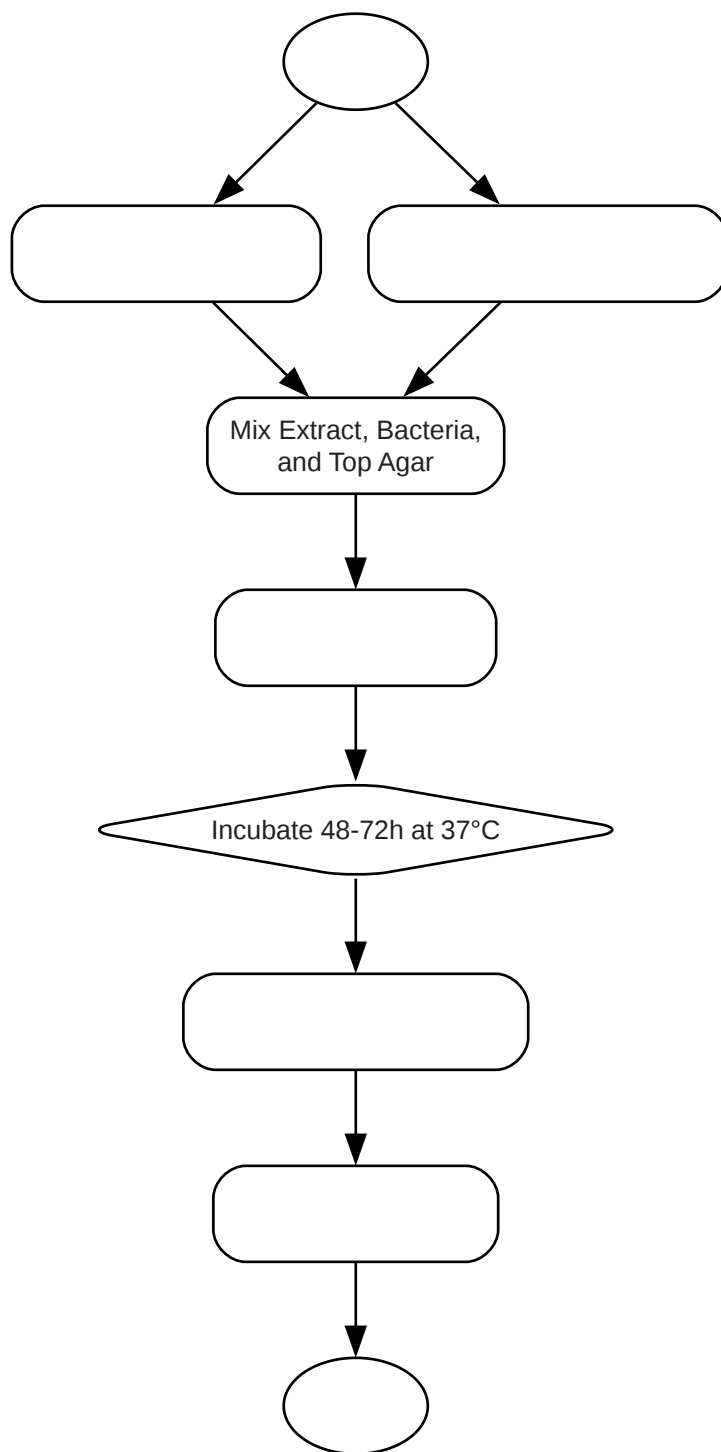 Mix Extract, Bacteria,
and Top Agar
Incubate 48-72h at 37°C